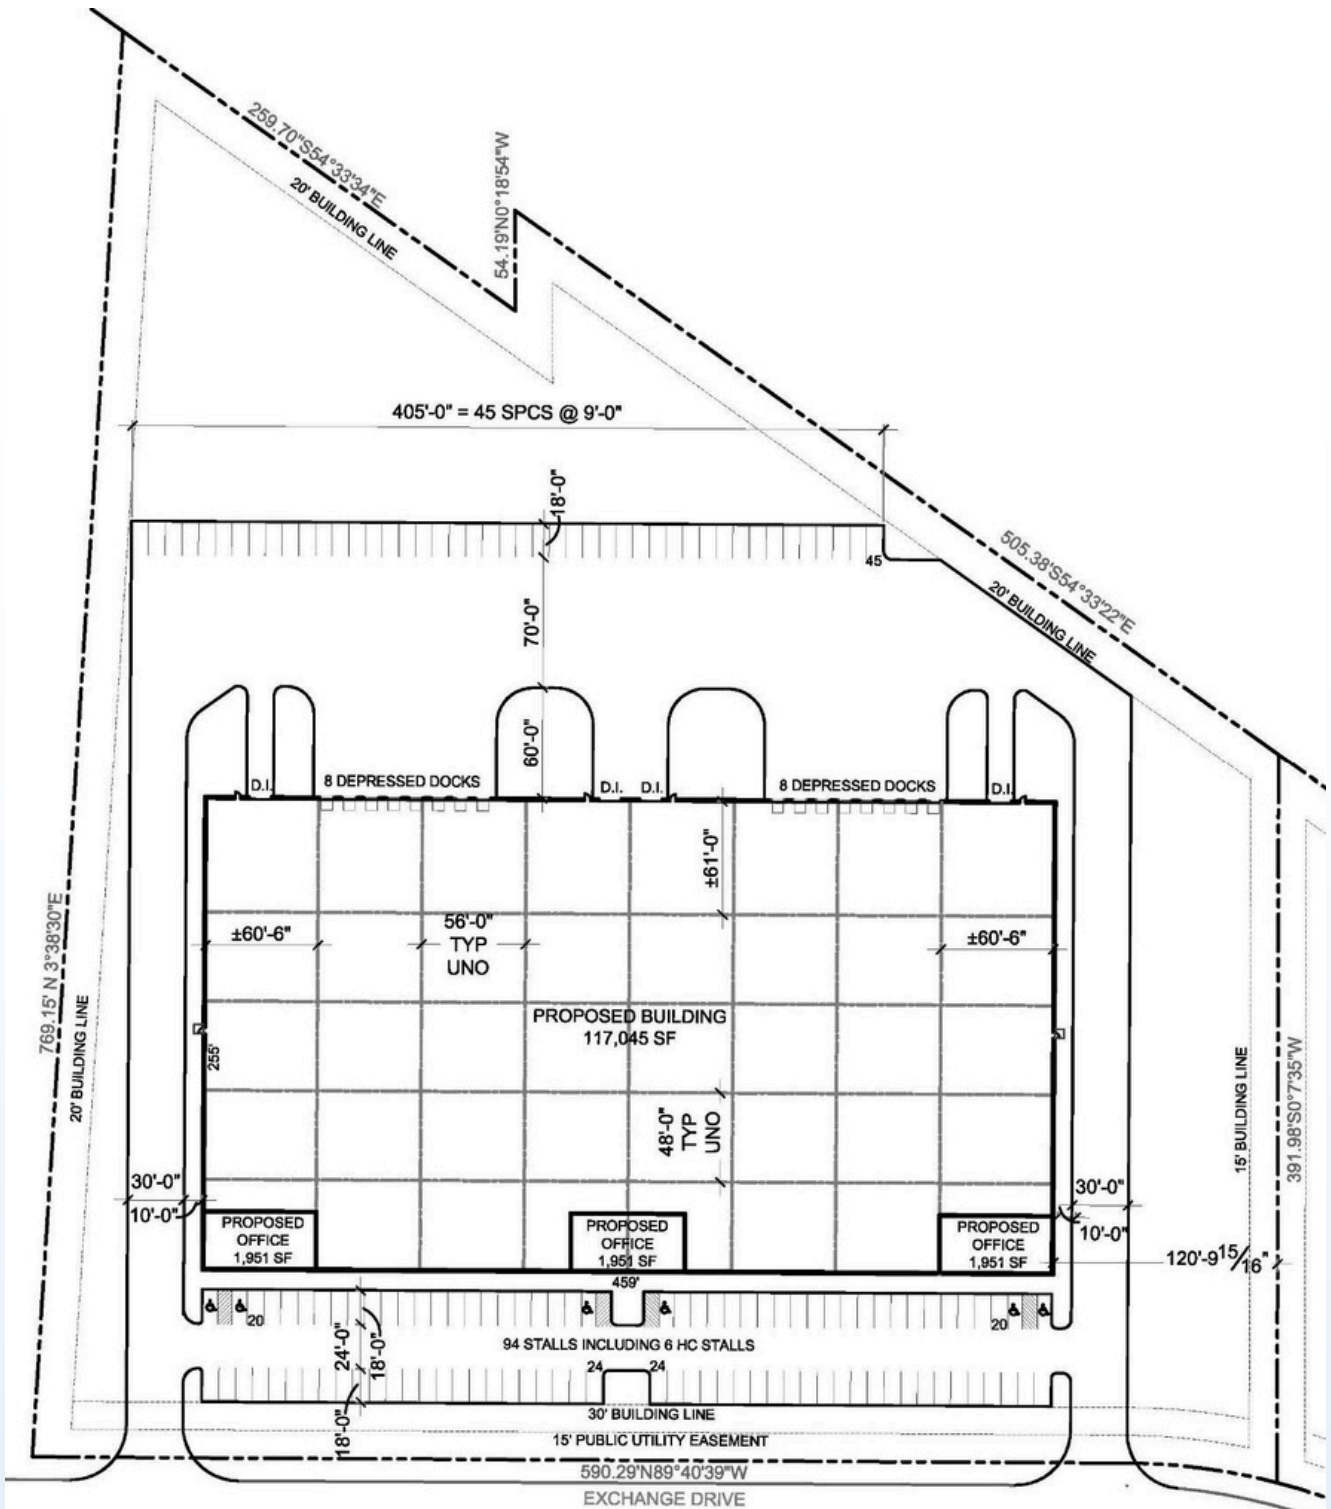 259.70"S54°33'34"E
20' BUILDING LINE
54.19'N0°18'54"W
405'-0" = 45 SPCS @ 9'-0"
18'-0"
45
505.38'S54°33'22"E
20' BUILDING LINE
70'-0"
60'-0"
D.I.
8 DEPRESSED DOCKS
D.I.
D.I.
8 DEPRESSED DOCKS
D.I.
±61'-0"
±60'-6"
56'-0"
TYP
UNO
±60'-6"
769.15' N 3°38'30"E
20' BUILDING LINE
255'
PROPOSED BUILDING
117,045 SF
48'-0"
TYP
UNO
15' BUILDING LINE
391.98'S0°7'35"W
30'-0"
10'-0"
30'-0"
10'-0"
PROPOSED
OFFICE
1,951 SF
PROPOSED
OFFICE
1,951 SF
PROPOSED
OFFICE
1,951 SF
120'-9 15/16"
459'
20
20
24'-0"
18'-0"
94 STALLS INCLUDING 6 HC STALLS
24
24
18'-0"
30' BUILDING LINE
15' PUBLIC UTILITY EASEMENT
590.29'N89°40'39"W
EXCHANGE DRIVE